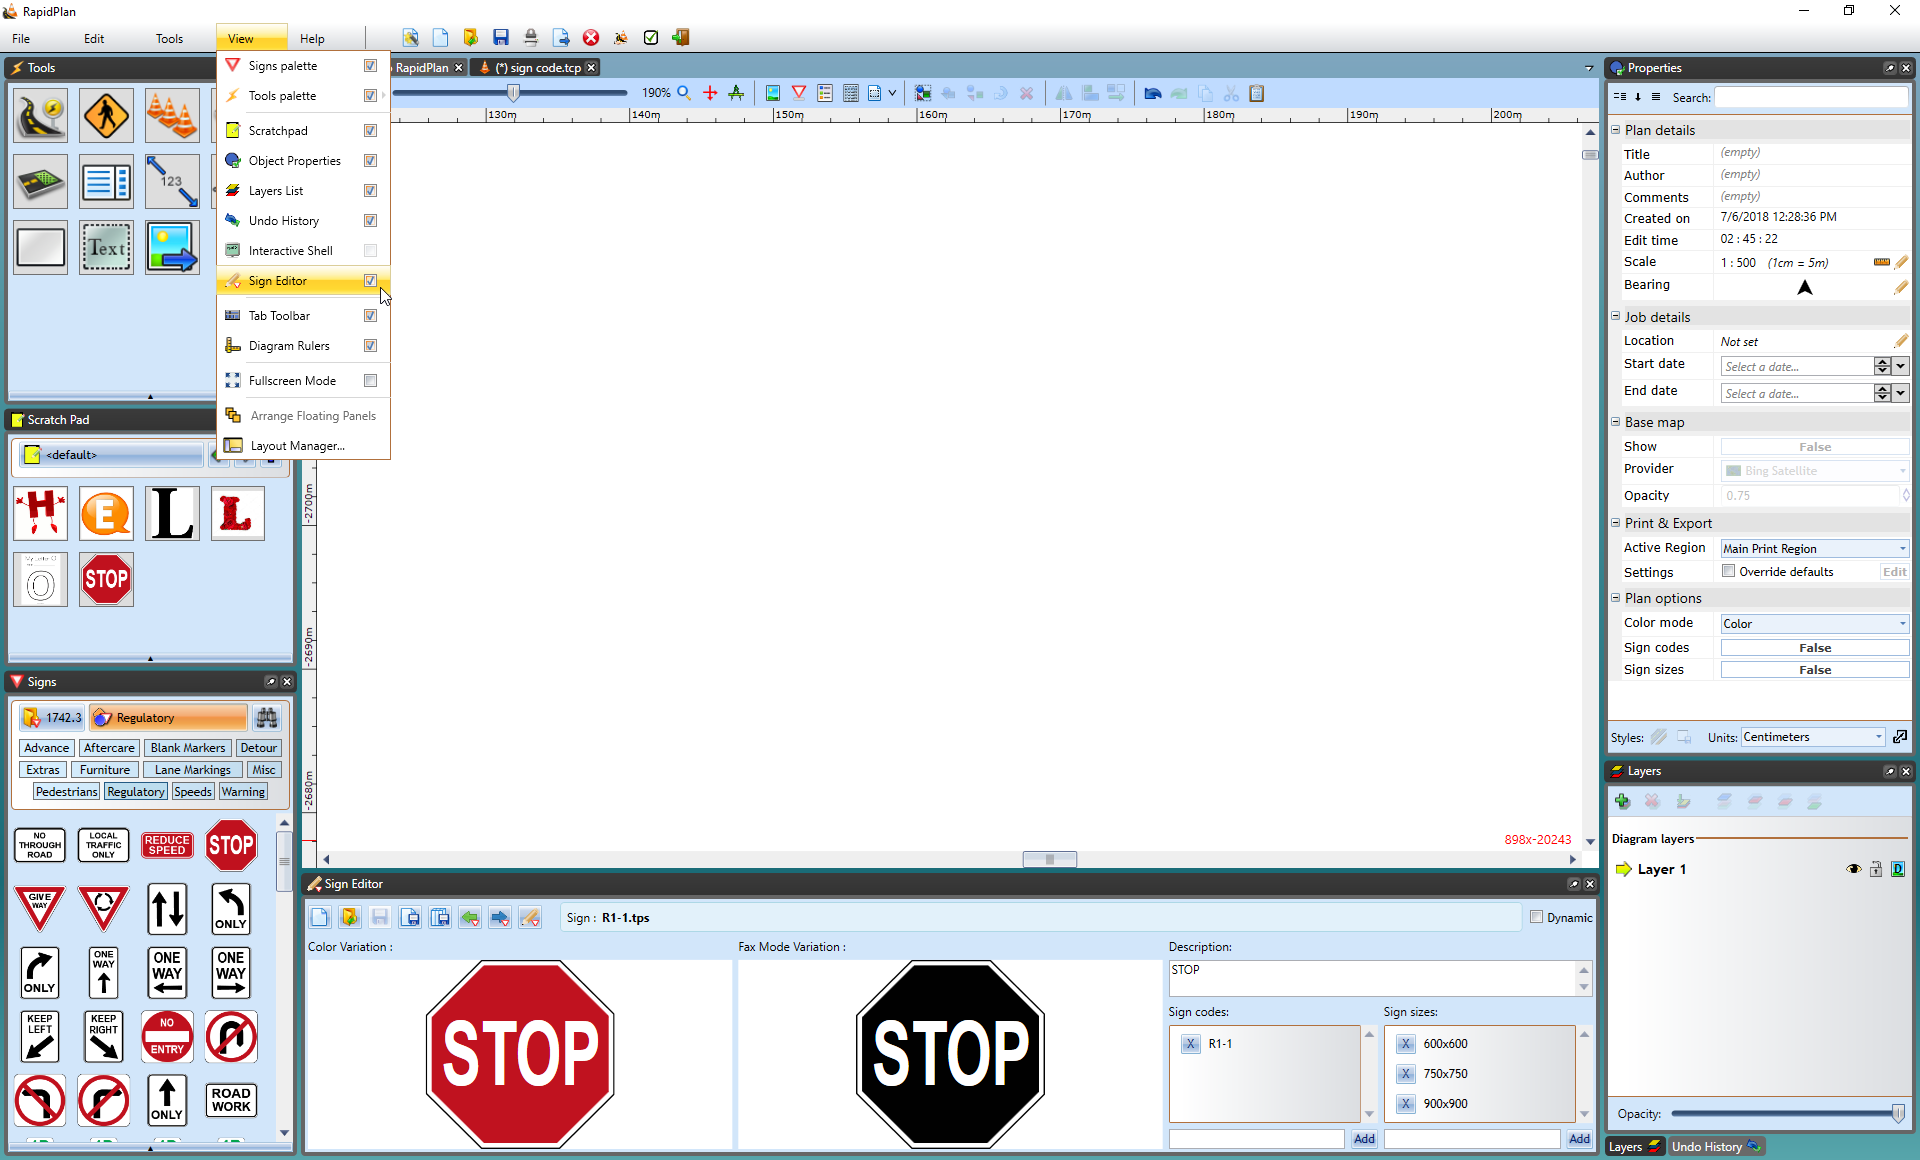 RapidPlan
File Edit Tools View Help
Tools
Signs palette
Tools palette
Scratchpad
Object Properties
Layers List
Undo History
Interactive Shell
Sign Editor
Tab Toolbar
Diagram Rulers
Fullscreen Mode
Arrange Floating Panels
Layout Manager...
RapidPlan
(*) sign code.tcp
190%
130m 140m 150m 160m 170m 180m 190m 200m
-2700m
-2690m
-2680m
898x-20243
123
Text
Scratch Pad
<default>
H E L L
My Letter O
O
STOP
Signs
1742.3 Regulatory
Advance Aftercare Blank Markers Detour
Extras Furniture Lane Markings Misc
Pedestrians Regulatory Speeds Warning
NO THROUGH ROAD
LOCAL TRAFFIC ONLY
REDUCE SPEED
STOP
GIVE WAY
ONLY
ONLY
ONE WAY
ONE WAY
ONE WAY
KEEP LEFT
KEEP RIGHT
NO ENTRY
ONLY
ROAD WORK
Sign Editor
Sign : R1-1.tps
Dynamic
Color Variation :
STOP
Fax Mode Variation :
STOP
Description:
STOP
Sign codes:
X R1-1
Add
Sign sizes:
X 600x600
X 750x750
X 900x900
Add
Properties
Search:
Plan details
Title (empty)
Author (empty)
Comments (empty)
Created on 7/6/2018 12:28:36 PM
Edit time 02 : 45 : 22
Scale 1 : 500 (1cm = 5m)
Bearing
Job details
Location Not set
Start date Select a date...
End date Select a date...
Base map
Show False
Provider Bing Satellite
Opacity 0.75
Print & Export
Active Region Main Print Region
Settings Override defaults Edit
Plan options
Color mode Color
Sign codes False
Sign sizes False
Styles: Units: Centimeters
Layers
Diagram layers
Layer 1
D
Opacity:
Layers Undo History